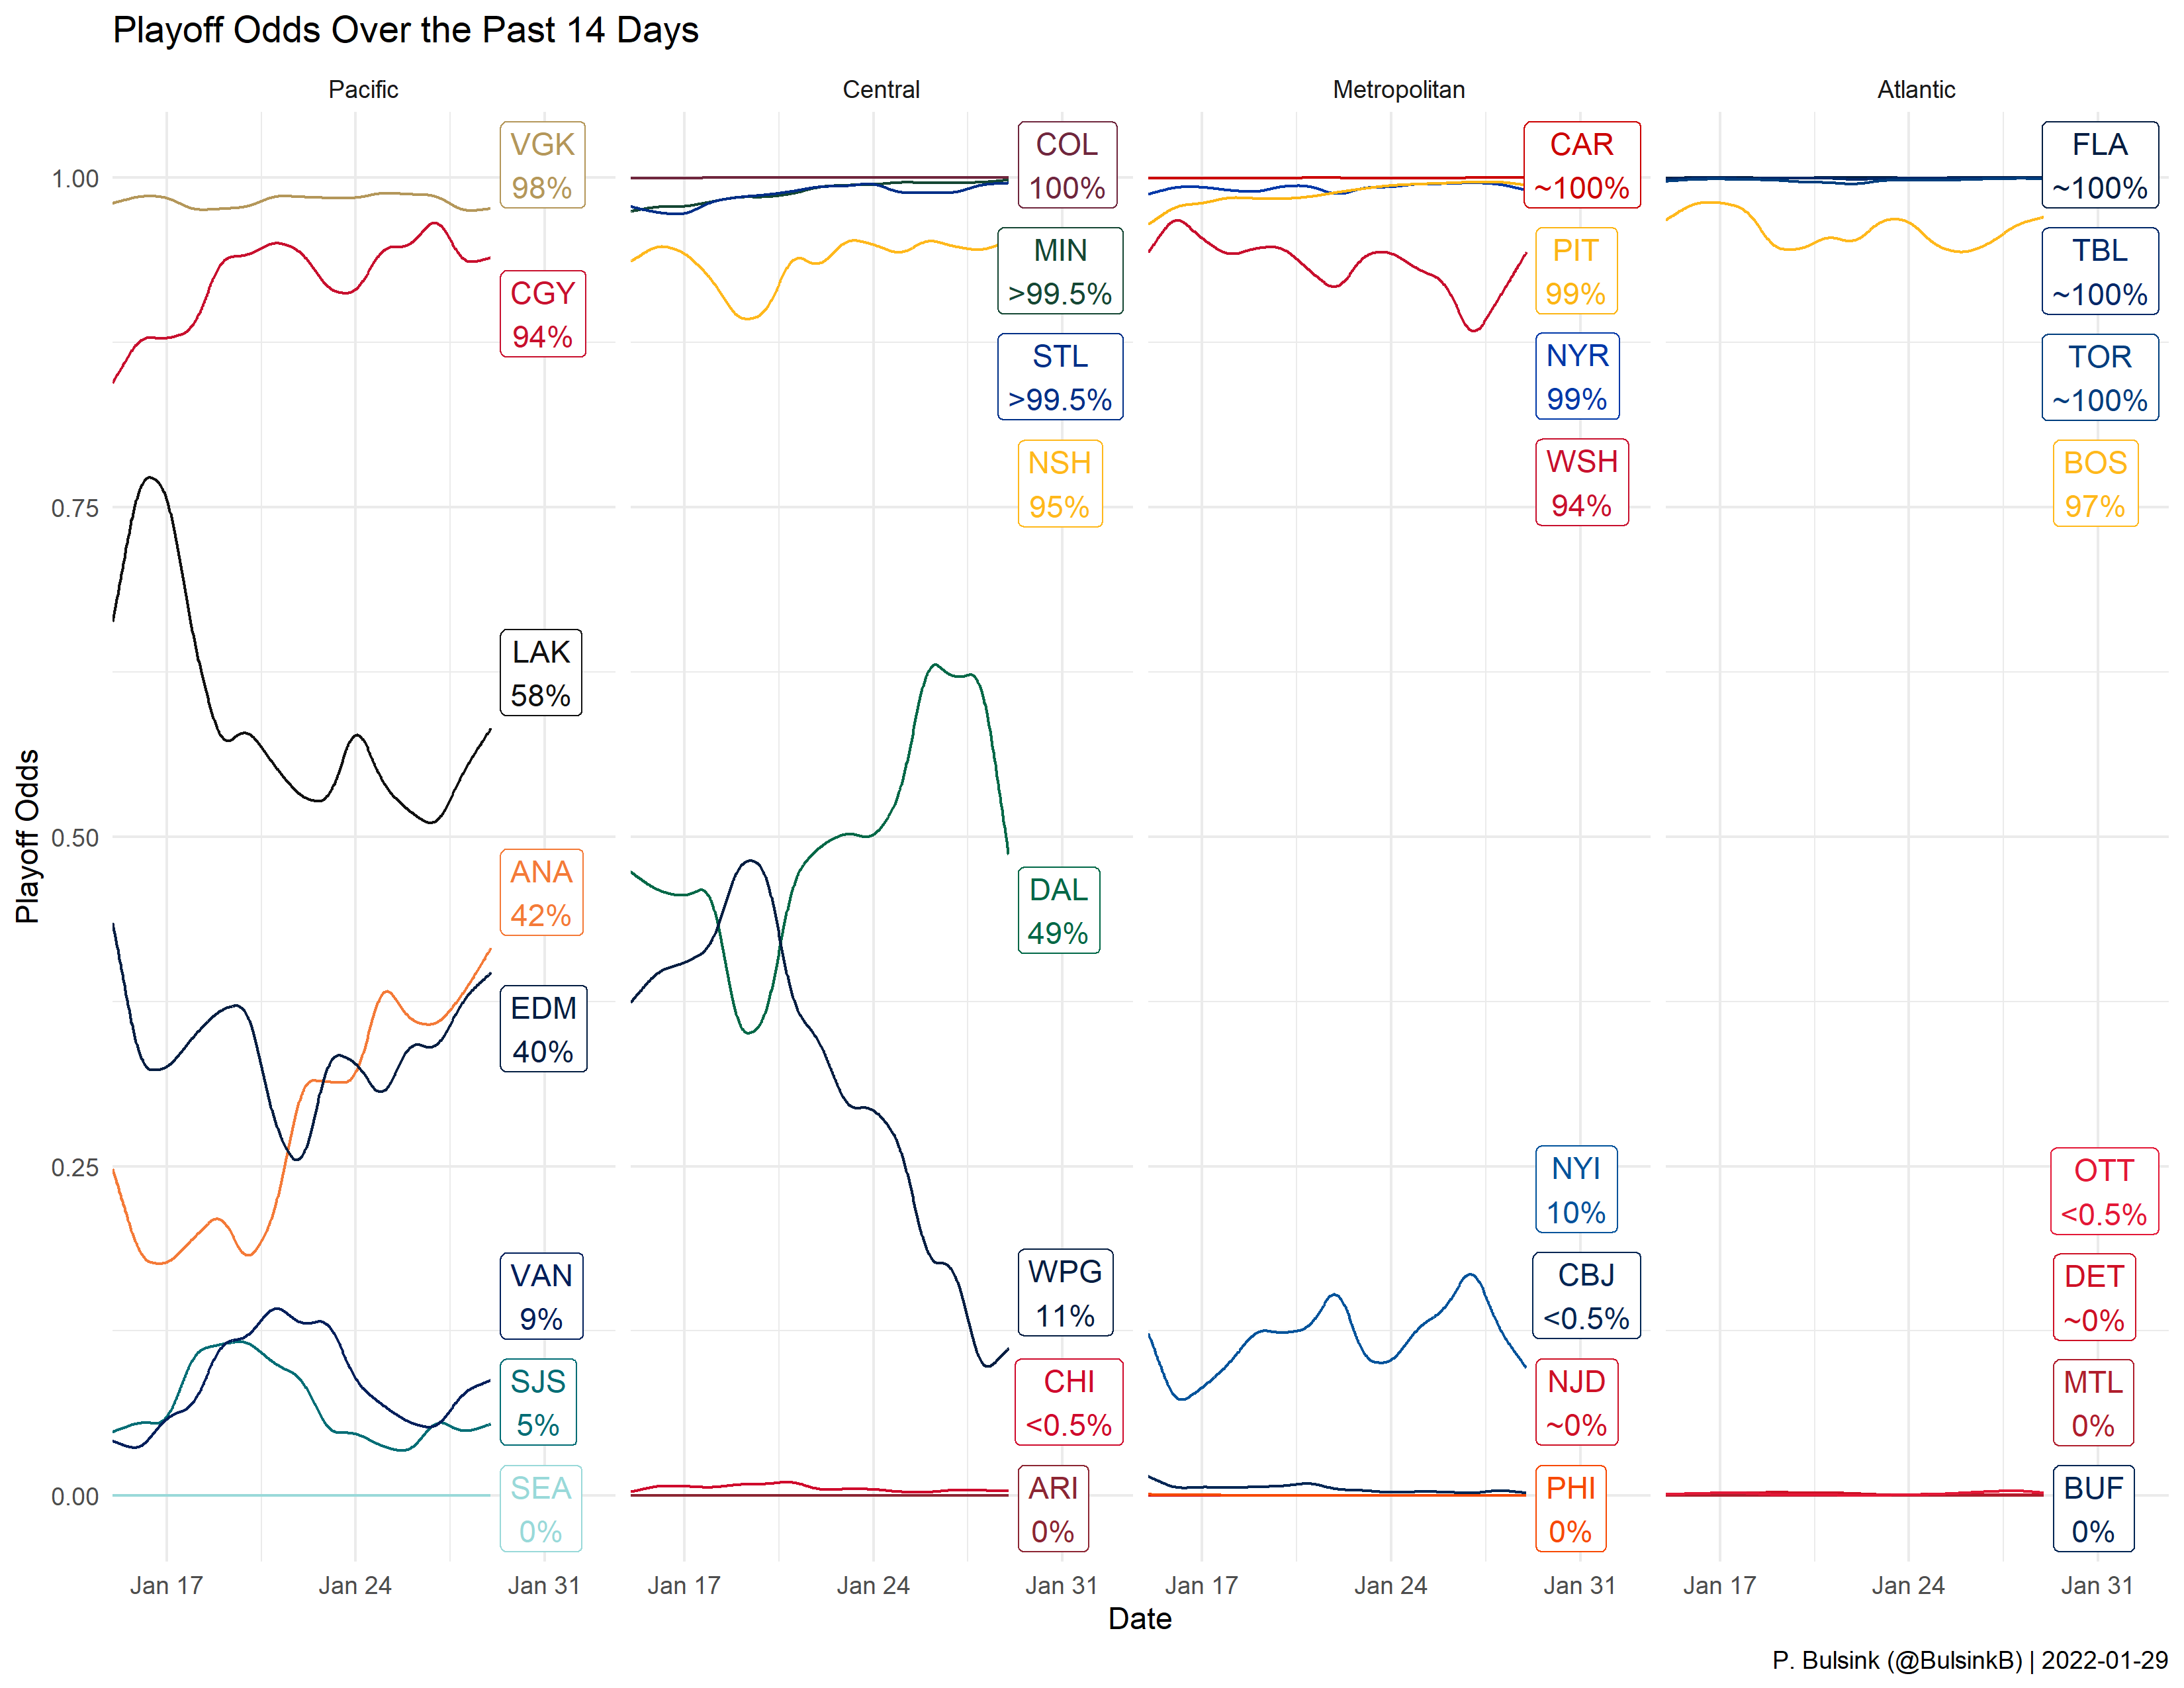 Playoff Odds Over the Past 14 Days
Pacific
Central
Metropolitan
Atlantic
Playoff Odds
1.00
0.75
0.50
0.25
0.00
VGK
98%
CGY
94%
LAK
58%
ANA
42%
EDM
40%
VAN
9%
SJS
5%
SEA
0%
COL
100%
MIN
>99.5%
STL
>99.5%
NSH
95%
DAL
49%
WPG
11%
CHI
<0.5%
ARI
0%
CAR
~100%
PIT
99%
NYR
99%
WSH
94%
NYI
10%
CBJ
<0.5%
NJD
~0%
PHI
0%
FLA
~100%
TBL
~100%
TOR
~100%
BOS
97%
OTT
<0.5%
DET
~0%
MTL
0%
BUF
0%
Jan 17 Jan 24 Jan 31
Jan 17 Jan 24 Jan 31
Jan 17 Jan 24 Jan 31
Jan 17 Jan 24 Jan 31
Date
P. Bulsink (@BulsinkB) | 2022-01-29